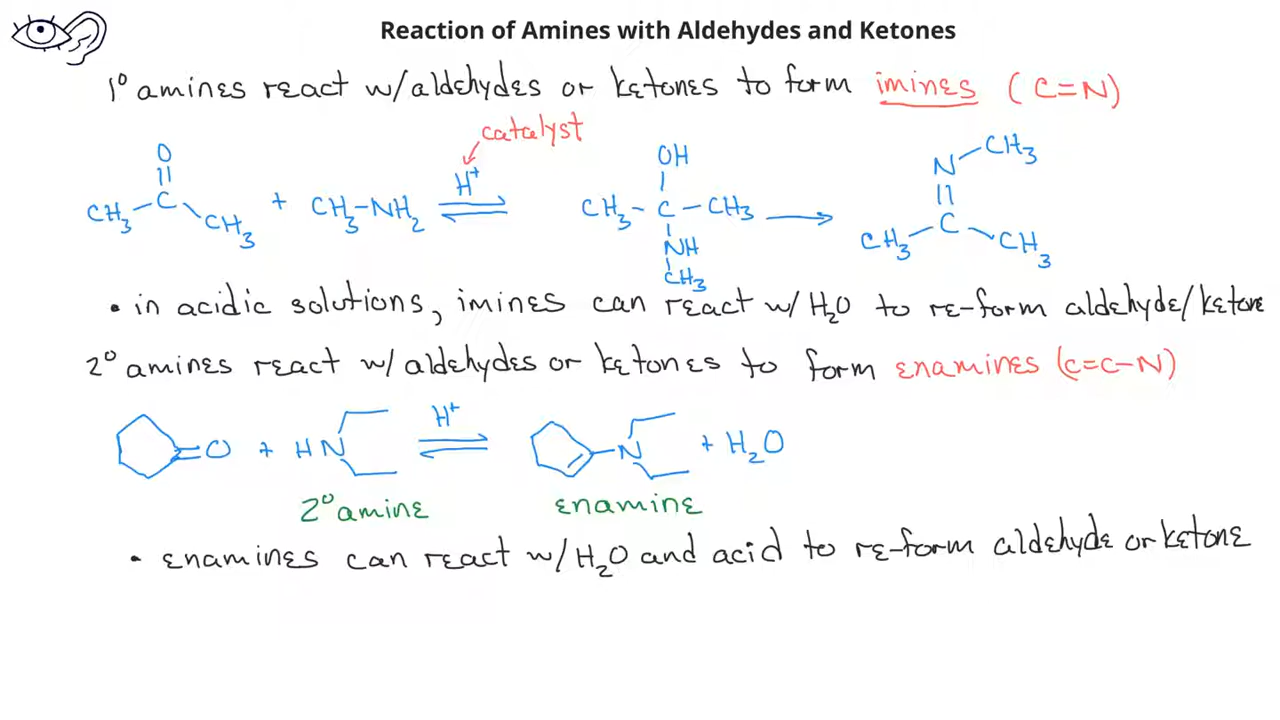 Reaction of Amines with Aldehydes and Ketones
1° amines react w/aldehydes or ketones to form imines (C=N)
catalyst
O
CH3-C-CH3 + CH3-NH2 H+
OH
CH3-C-CH3
NH
CH3
N-CH3
CH3-C-CH3
• in acidic solutions, imines can react w/H2O to re-form aldehyde/ketone
2° amines react w/aldehydes or ketones to form enamines (C=C-N)
=O + HN H+ -N + H2O
2° amine enamine
• enamines can react w/H2O and acid to re-form aldehyde or ketone